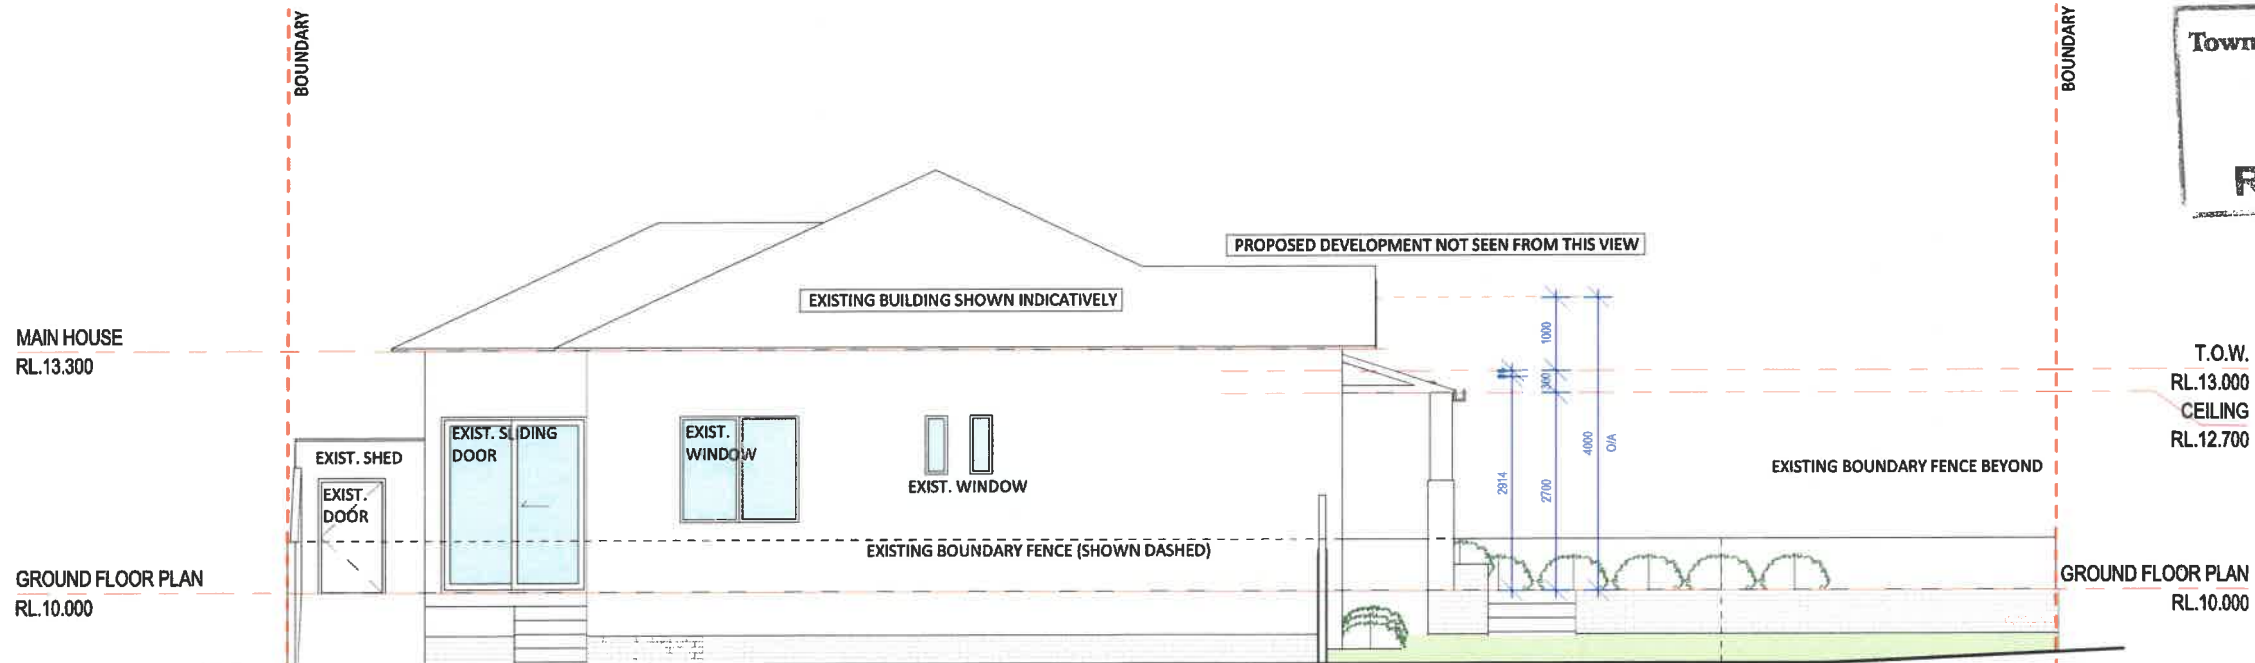 BOUNDARY
BOUNDARY
Town
R
PROPOSED DEVELOPMENT NOT SEEN FROM THIS VIEW
EXISTING BUILDING SHOWN INDICATIVELY
MAIN HOUSE
RL.13.300
1000
300
T.O.W.
RL.13.000
CEILING
RL.12.700
EXIST. SHED
EXIST.
DOOR
EXIST. SLIDING
DOOR
EXIST.
WINDOW
EXIST. WINDOW
2914
2700
4000
O/A
EXISTING BOUNDARY FENCE BEYOND
EXISTING BOUNDARY FENCE (SHOWN DASHED)
GROUND FLOOR PLAN
RL.10.000
GROUND FLOOR PLAN
RL.10.000